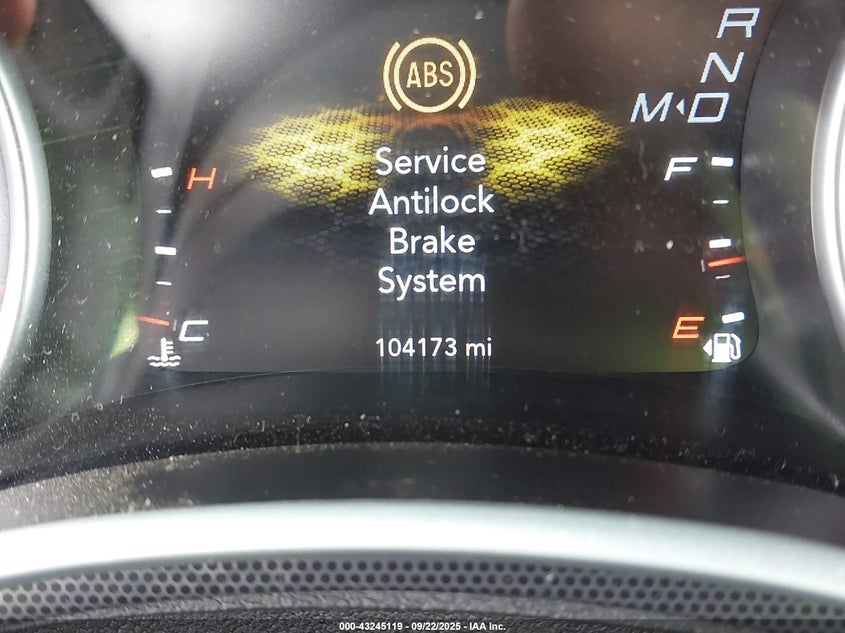 ABS
R
N
M◂D
Service
Antilock
Brake
System
H
F
C
E
104173 mi
000-43245119 - 09/22/2025 - IAA Inc.